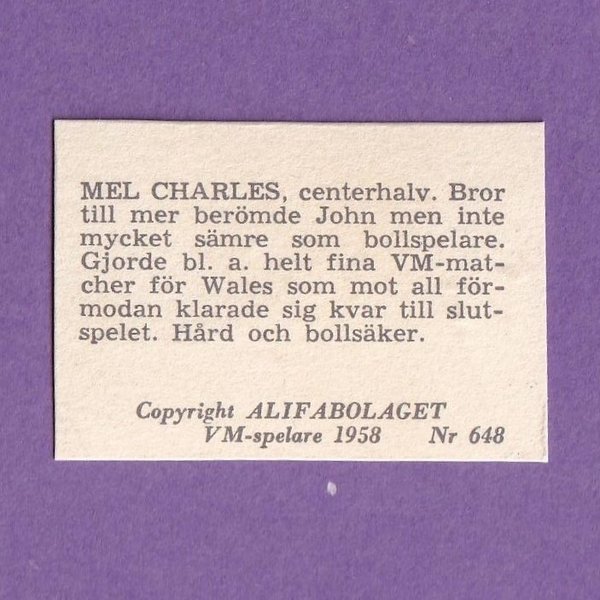 MEL CHARLES, centerhalv. Bror
till mer berömde John men inte
mycket sämre som bollspelare.
Gjorde bl. a. helt fina VM-mat-
cher för Wales som mot all för-
modan klarade sig kvar till slut-
spelet. Hård och bollsäker.
Copyright ALIFABOLAGET
VM-spelare 1958 Nr 648